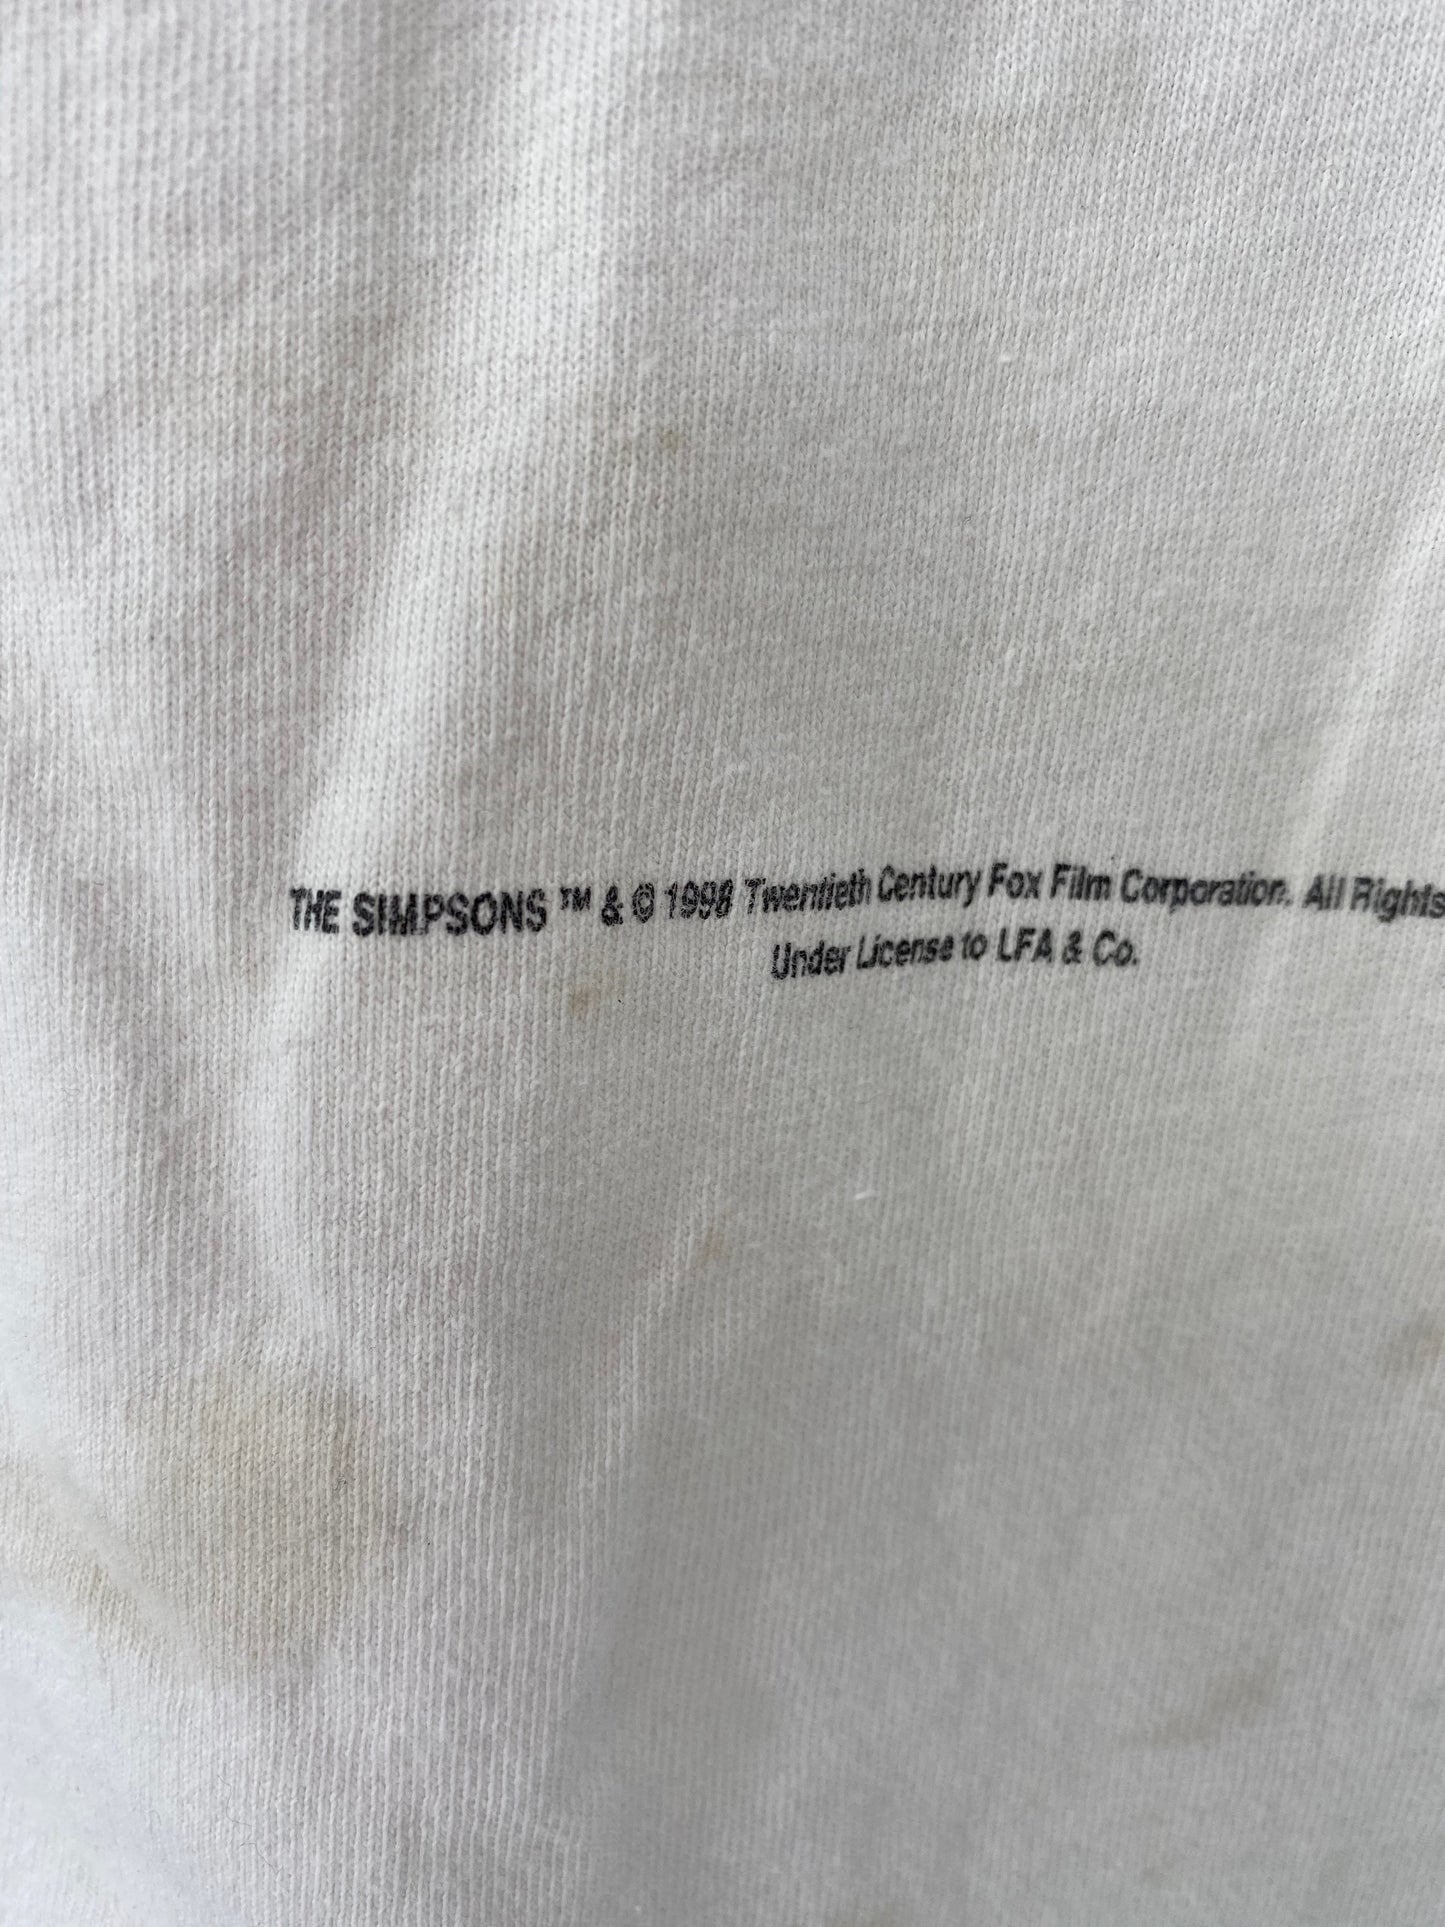 THE SIMPSONS ™ & © 1998 Twentieth Century Fox Film Corporation. All Rights
Under License to LFA & Co.